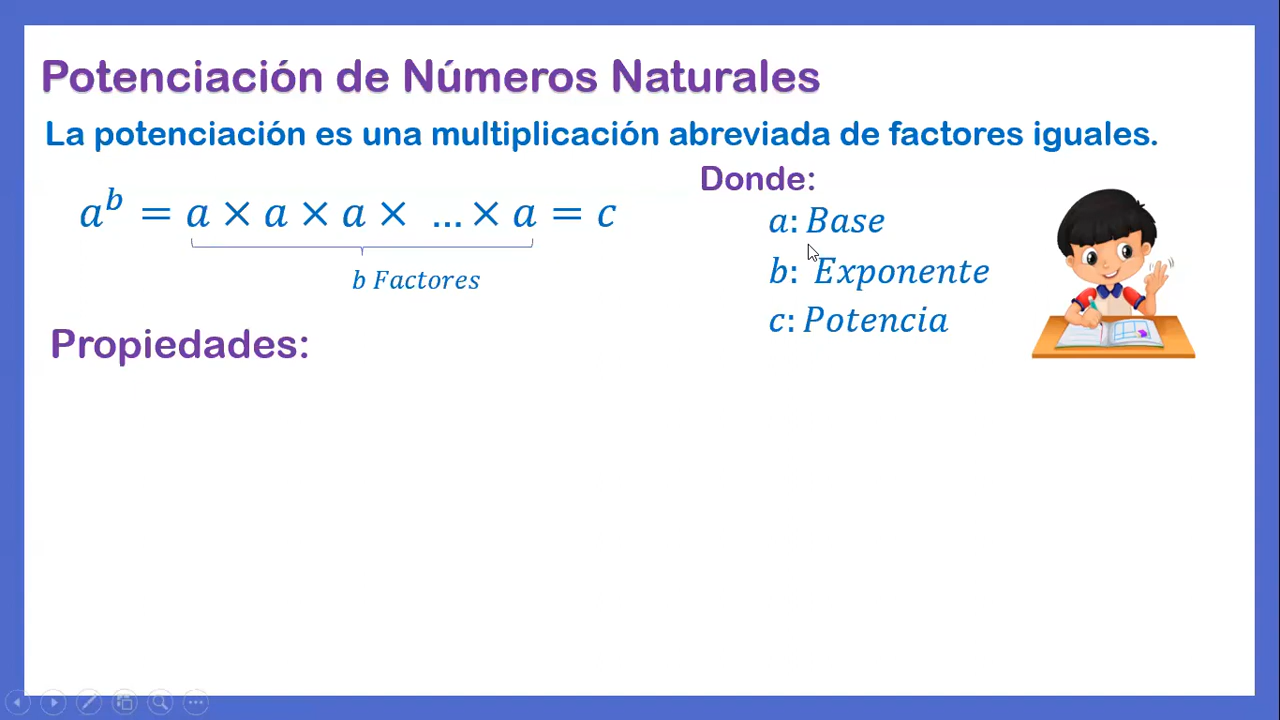 Potenciación de Números Naturales
La potenciación es una multiplicación abreviada de factores iguales.
a^b = a × a × a × ... × a = c
b Factores
Donde:
a: Base
b: Exponente
c: Potencia
Propiedades: